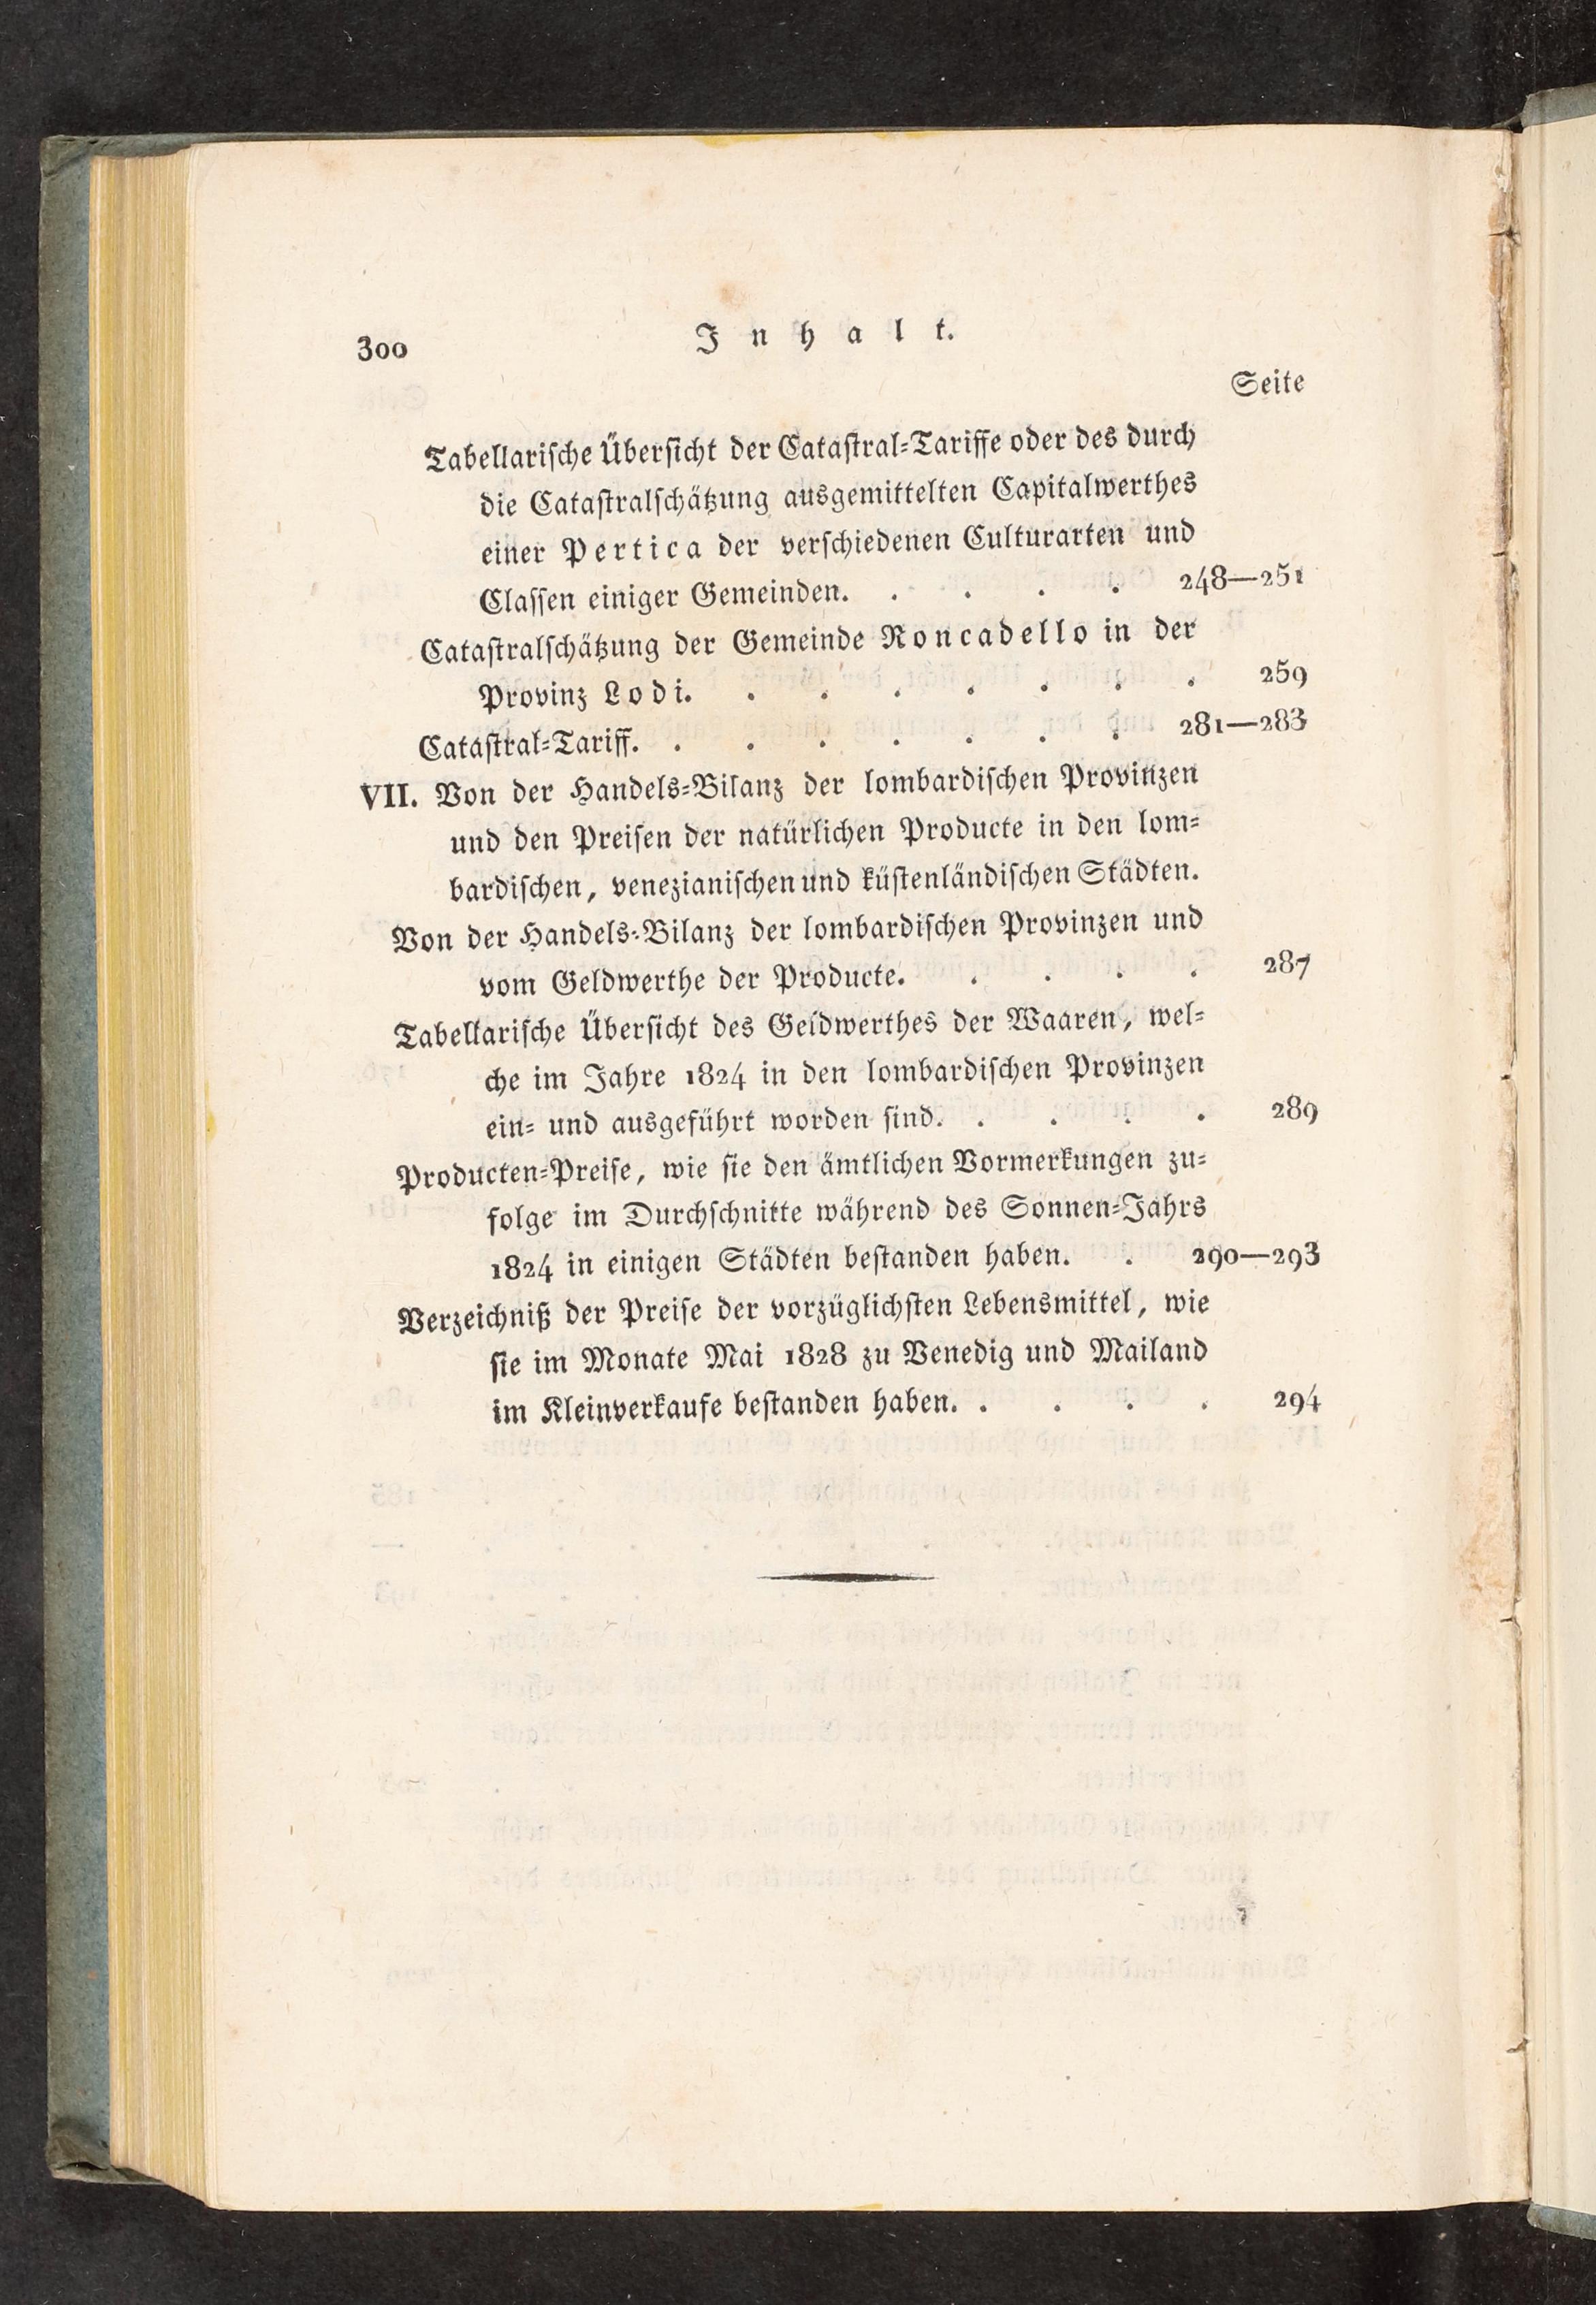 300
Inhalt.
Seite
Tabellarische Übersicht der Catastral-Tariffe oder des durch
die Catastralschätzung ausgemittelten Capitalwerthes
einer Pertica der verschiedenen Culturarten und
Classen einiger Gemeinden. . . . . 248—251
Catastralschätzung der Gemeinde Roncadello in der
Provinz Lodi. . . . . . . . 259
Catastral-Tariff. . . . . . . . 281—283
VII. Von der Handels-Bilanz der lombardischen Provinzen
und den Preisen der natürlichen Producte in den lom-
bardischen, venezianischen und küstenländischen Städten.
Von der Handels-Bilanz der lombardischen Provinzen und
vom Geldwerthe der Producte. . . . . 287
Tabellarische Übersicht des Geldwerthes der Waaren, wel-
che im Jahre 1824 in den lombardischen Provinzen
ein- und ausgeführt worden sind. . . . . 289
Producten-Preise, wie sie den ämtlichen Vormerkungen zu-
folge im Durchschnitte während des Sonnen-Jahrs
1824 in einigen Städten bestanden haben. . 290—293
Verzeichniß der Preise der vorzüglichsten Lebensmittel, wie
sie im Monate Mai 1828 zu Venedig und Mailand
im Kleinverkaufe bestanden haben. . . . . 294